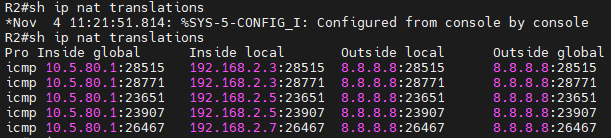 R2#sh ip nat translations
*Nov  4 11:21:51.814: %SYS-5-CONFIG_I: Configured from console by console
R2#sh ip nat translations
Pro Inside global      Inside local       Outside local      Outside global
icmp 10.5.80.1:28515   192.168.2.3:28515  8.8.8.8:28515      8.8.8.8:28515
icmp 10.5.80.1:28771   192.168.2.3:28771  8.8.8.8:28771      8.8.8.8:28771
icmp 10.5.80.1:23651   192.168.2.5:23651  8.8.8.8:23651      8.8.8.8:23651
icmp 10.5.80.1:23907   192.168.2.5:23907  8.8.8.8:23907      8.8.8.8:23907
icmp 10.5.80.1:26467   192.168.2.7:26467  8.8.8.8:26467      8.8.8.8:26467